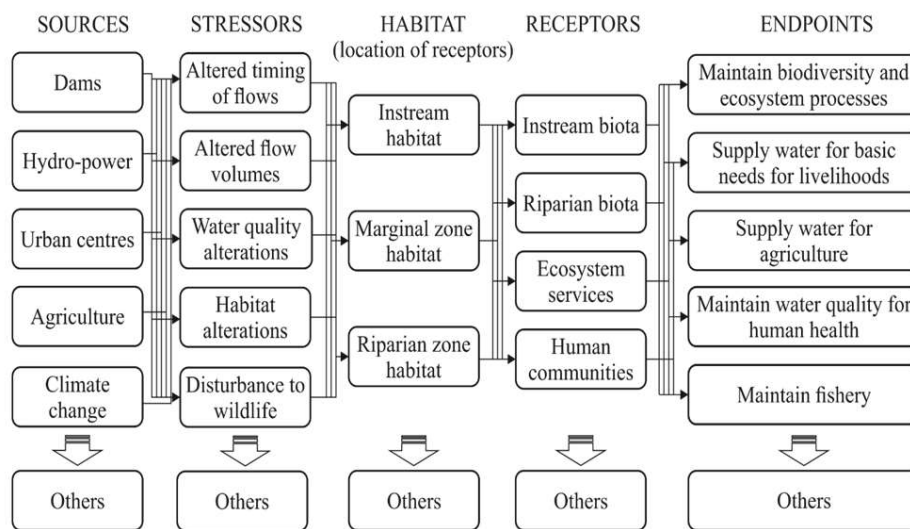 SOURCES
Dams
Hydro-power
Urban centres
Agriculture
Climate
change
Others
STRESSORS
Altered timing
of flows
Altered flow
volumes
Water quality
alterations
Habitat
alterations
Disturbance to
wildlife
Others
HABITAT
(location of receptors)
Instream
habitat
Marginal zone
habitat
Riparian zone
habitat
Others
RECEPTORS
Instream biota
Riparian biota
Ecosystem
services
Human
communities
Others
ENDPOINTS
Maintain biodiversity and
ecosystem processes
Supply water for basic
needs for livelihoods
Supply water for
agriculture
Maintain water quality for
human health
Maintain fishery
Others